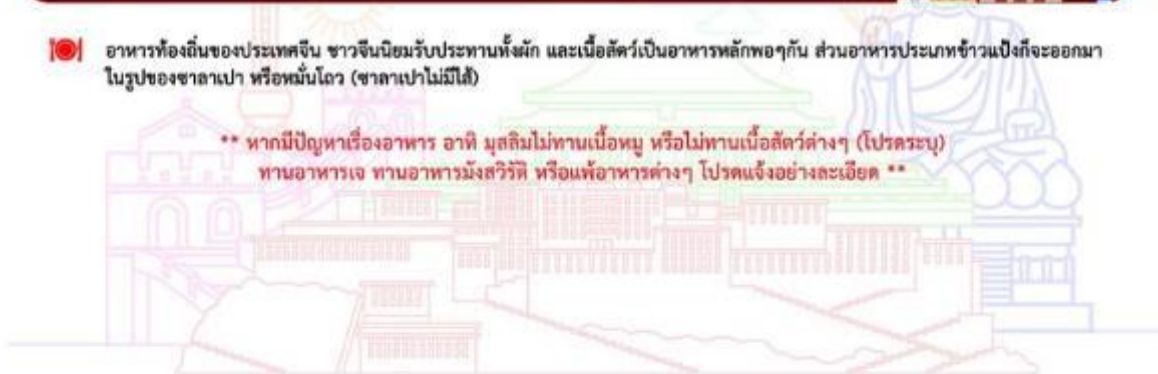 อาหารท้องถิ่นของประเทศจีน ชาวจีนนิยมรับประทานทั้งผัก และเนื้อสัตว์เป็นอาหารหลักพอๆกัน ส่วนอาหารประเภทข้าวแป้งก็จะออกมา
ในรูปของซาลาเปา หรือหมั่นโถว (ซาลาเปาไม่มีไส้)
** หากมีปัญหาเรื่องอาหาร อาทิ มุสลิมไม่ทานเนื้อหมู หรือไม่ทานเนื้อสัตว์ต่างๆ (โปรดระบุ)
ทานอาหารเจ ทานอาหารมังสวิรัติ หรือแพ้อาหารต่างๆ โปรดแจ้งอย่างละเอียด **